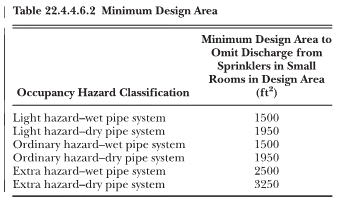 Table 22.4.4.6.2 Minimum Design Area
Minimum Design Area to
Omit Discharge from
Sprinklers in Small
Rooms in Design Area
Occupancy Hazard Classification (ft²)
Light hazard–wet pipe system 1500
Light hazard–dry pipe system 1950
Ordinary hazard–wet pipe system 1500
Ordinary hazard–dry pipe system 1950
Extra hazard–wet pipe system 2500
Extra hazard–dry pipe system 3250